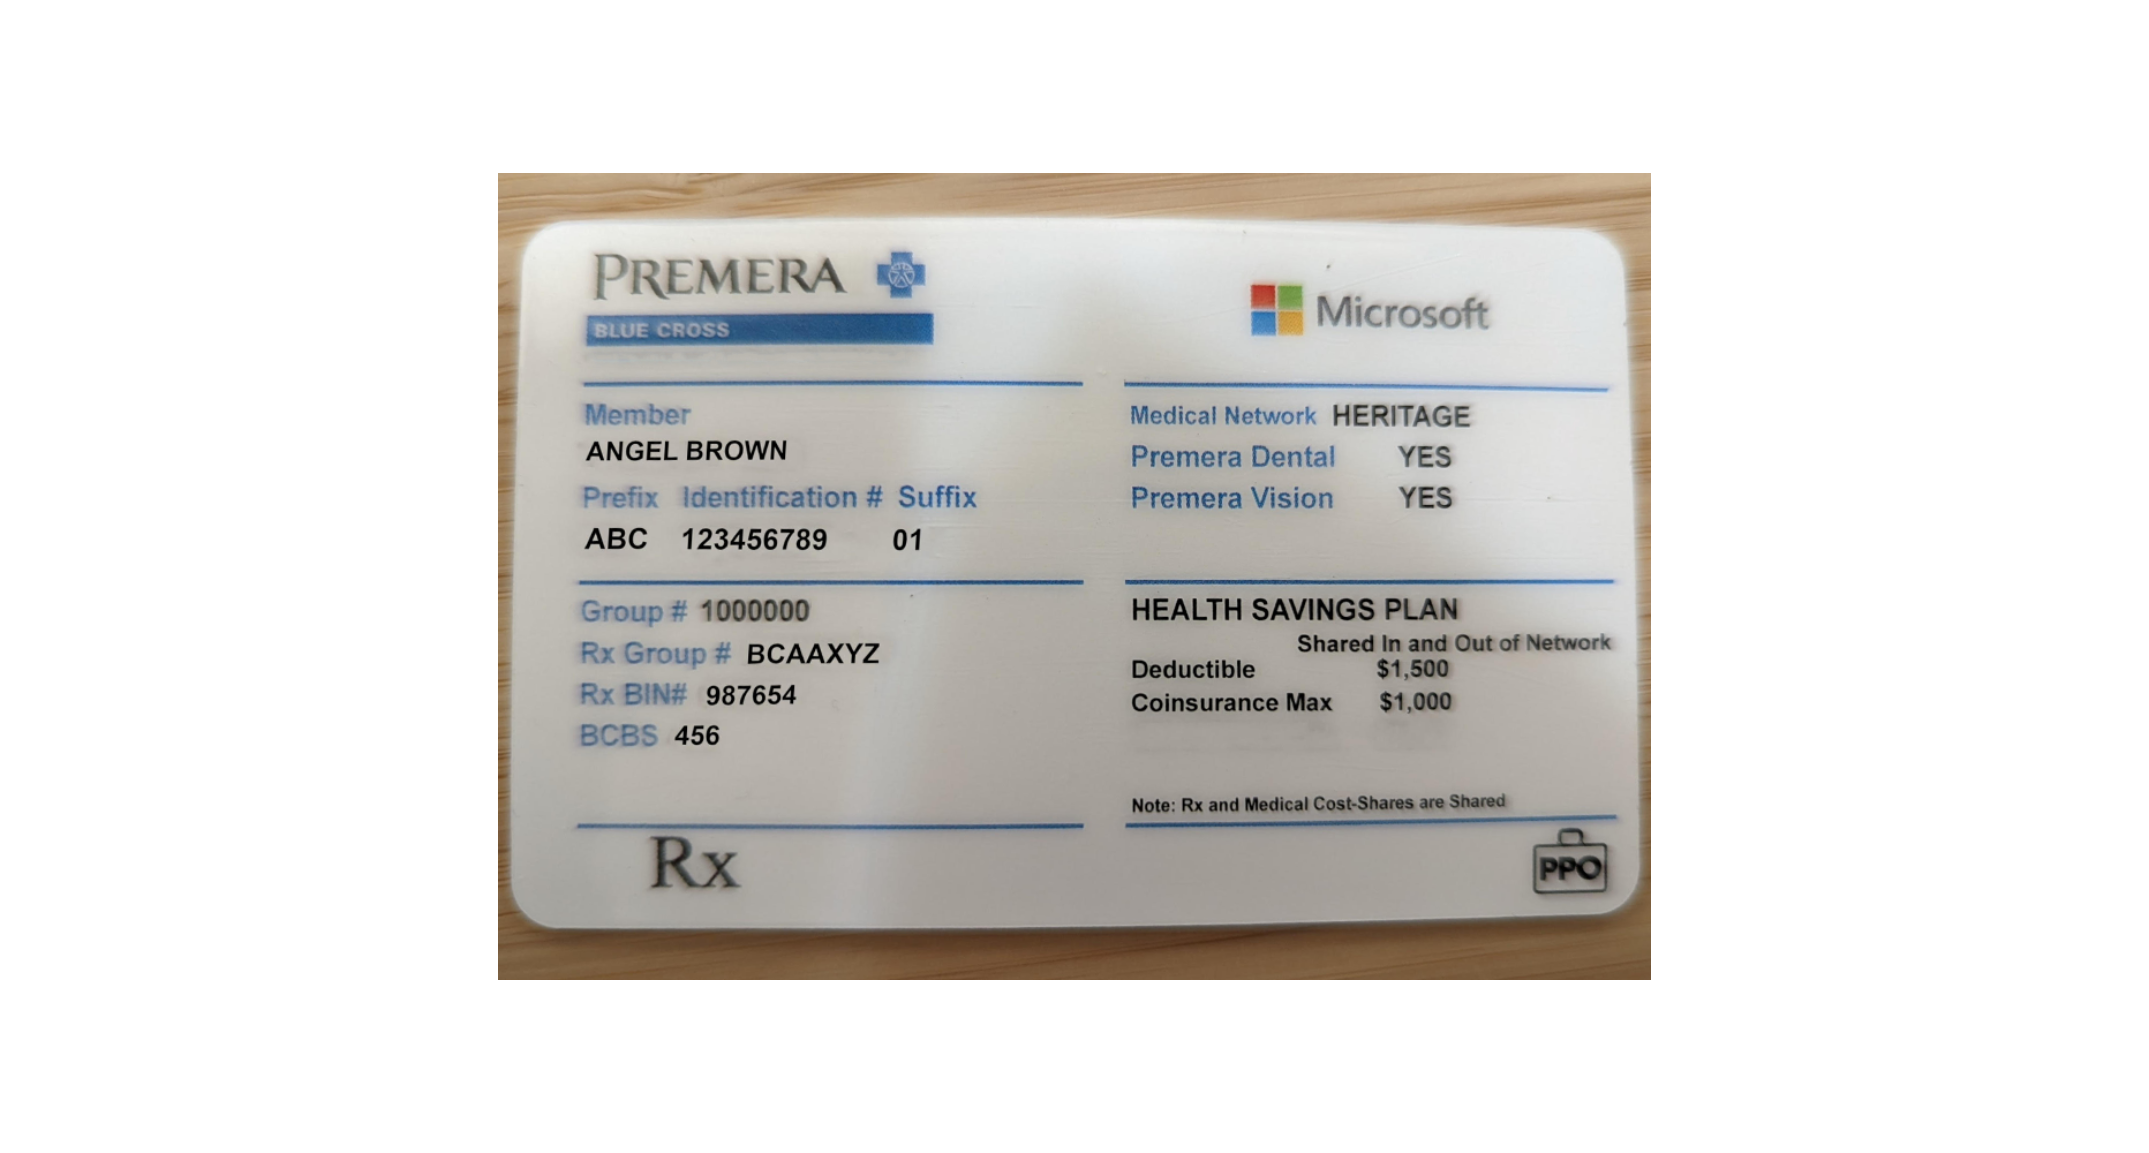 PREMERA
BLUE CROSS
Microsoft
Member
ANGEL BROWN
Prefix Identification # Suffix
ABC 123456789 01
Group # 1000000
Rx Group # BCAAXYZ
Rx BIN# 987654
BCBS 456
Rx
Medical Network HERITAGE
Premera Dental YES
Premera Vision YES
HEALTH SAVINGS PLAN
Shared In and Out of Network
Deductible $1,500
Coinsurance Max $1,000
Note: Rx and Medical Cost-Shares are Shared
PPO